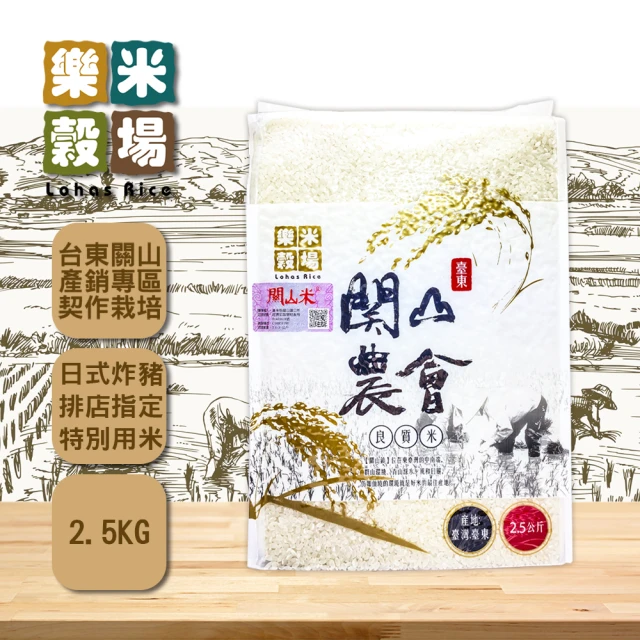 樂米
穀場
Lohas Rice
台東關山
產銷專區
契作栽培
日式炸豬
排店指定
特別用米
2.5KG
樂米
穀場
Lohas Rice
關山米
臺東
関山
農會
良質米
產地:
臺灣臺東
2.5公斤